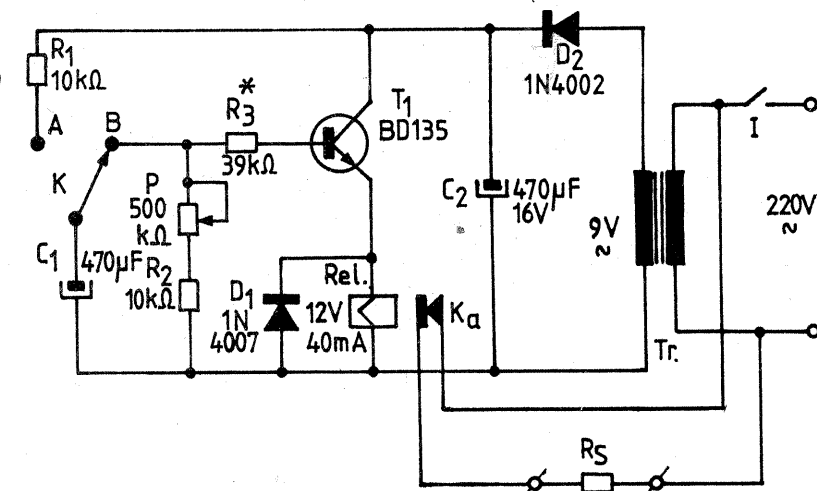 R1
10kΩ
A
B
K
C1
470μF
*
R3
39kΩ
P
500
kΩ
R2
10kΩ
T1
BD135
D1
1N
4007
Rel.
12V
40mA
Ka
C2
470μF
16V
D2
1N4002
9V
~
Tr.
I
220V
~
RS